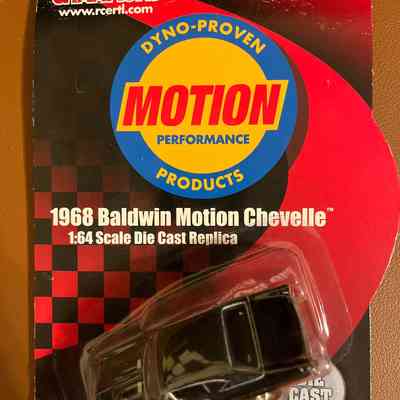 www.rcertl.com
DYNO-PROVEN
MOTION
PERFORMANCE
PRODUCTS
1968 Baldwin Motion Chevelle™
1:64 Scale Die Cast Replica
DIE
CAST